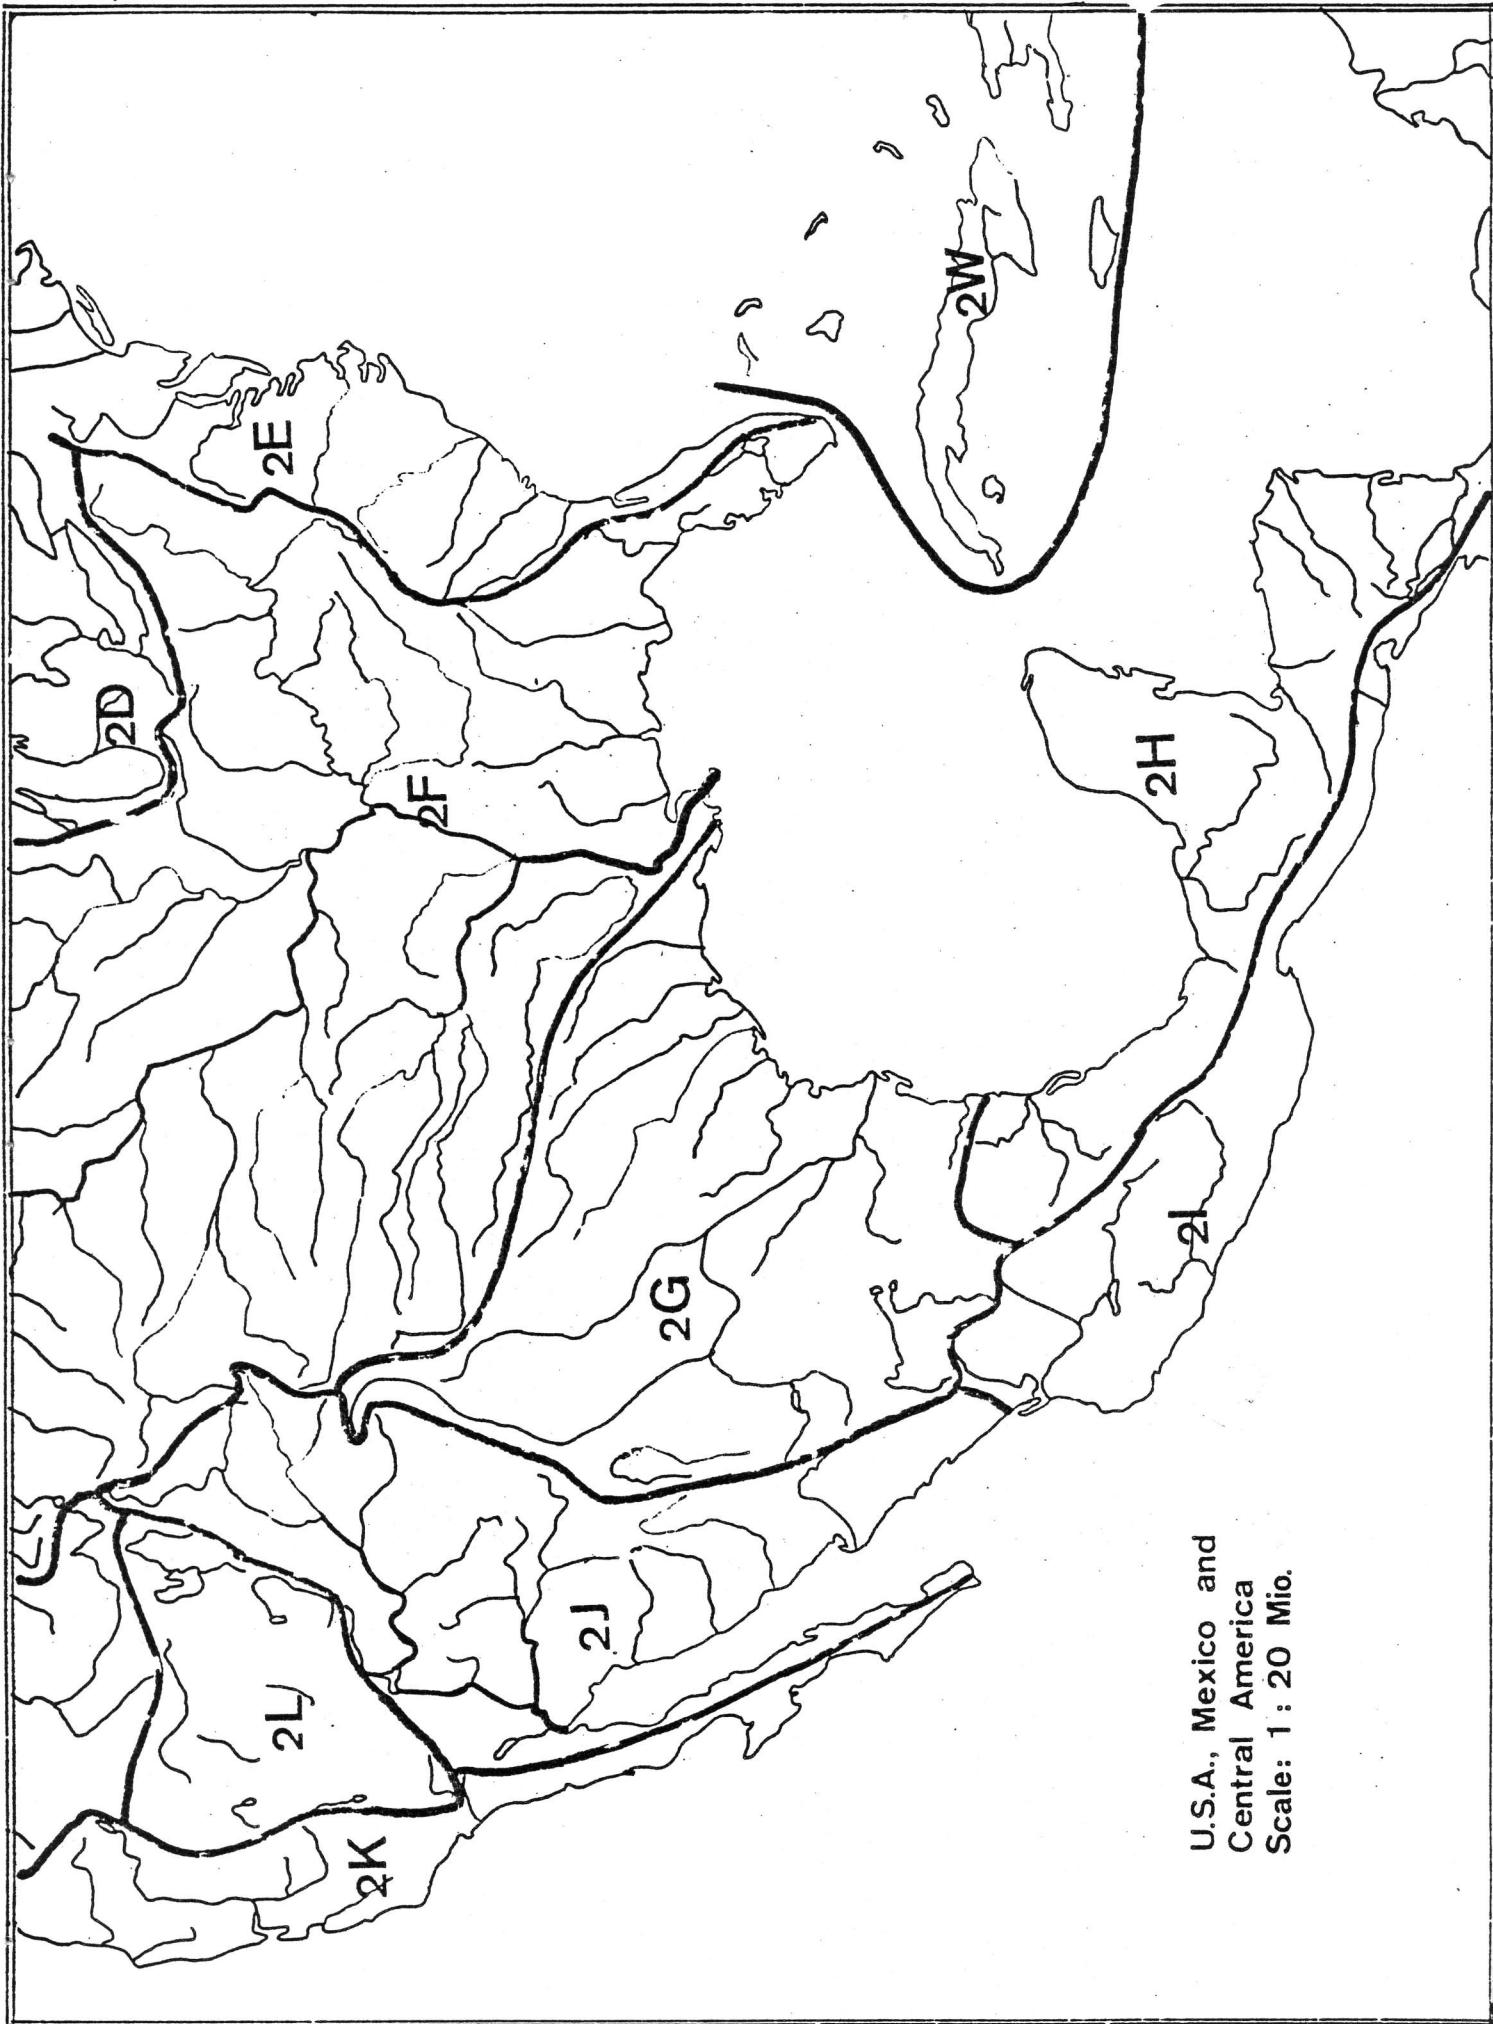 2D
2E
2F
2L
2K
2J
2G
2W
2H
2I
U.S.A., Mexico and
Central America
Scale: 1 : 20 Mio.